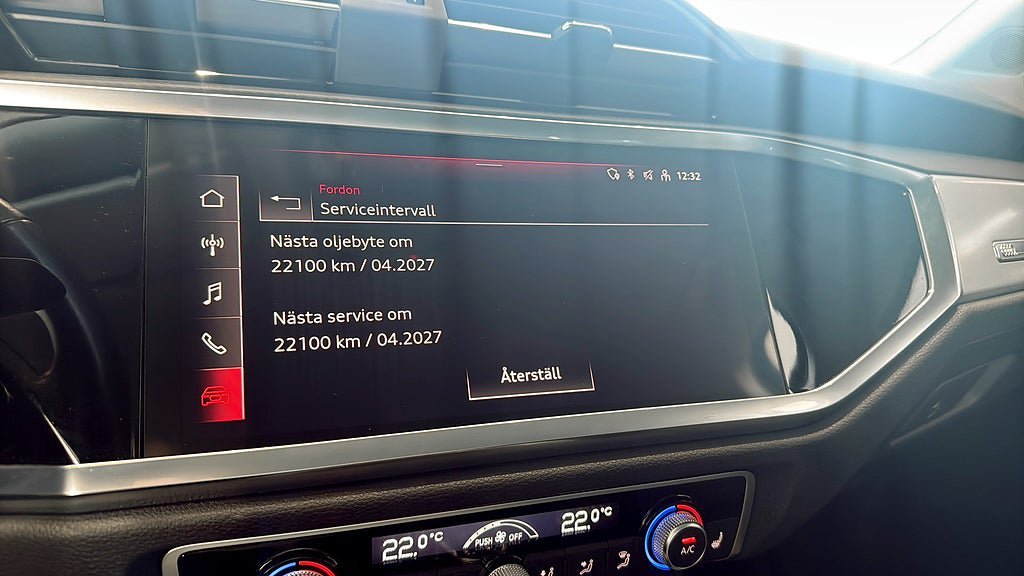 12:32
Fordon
Serviceintervall
Nästa oljebyte om
22100 km / 04.2027
Nästa service om
22100 km / 04.2027
Återställ
22.0°C
PUSH OFF
22.0°C
A/C